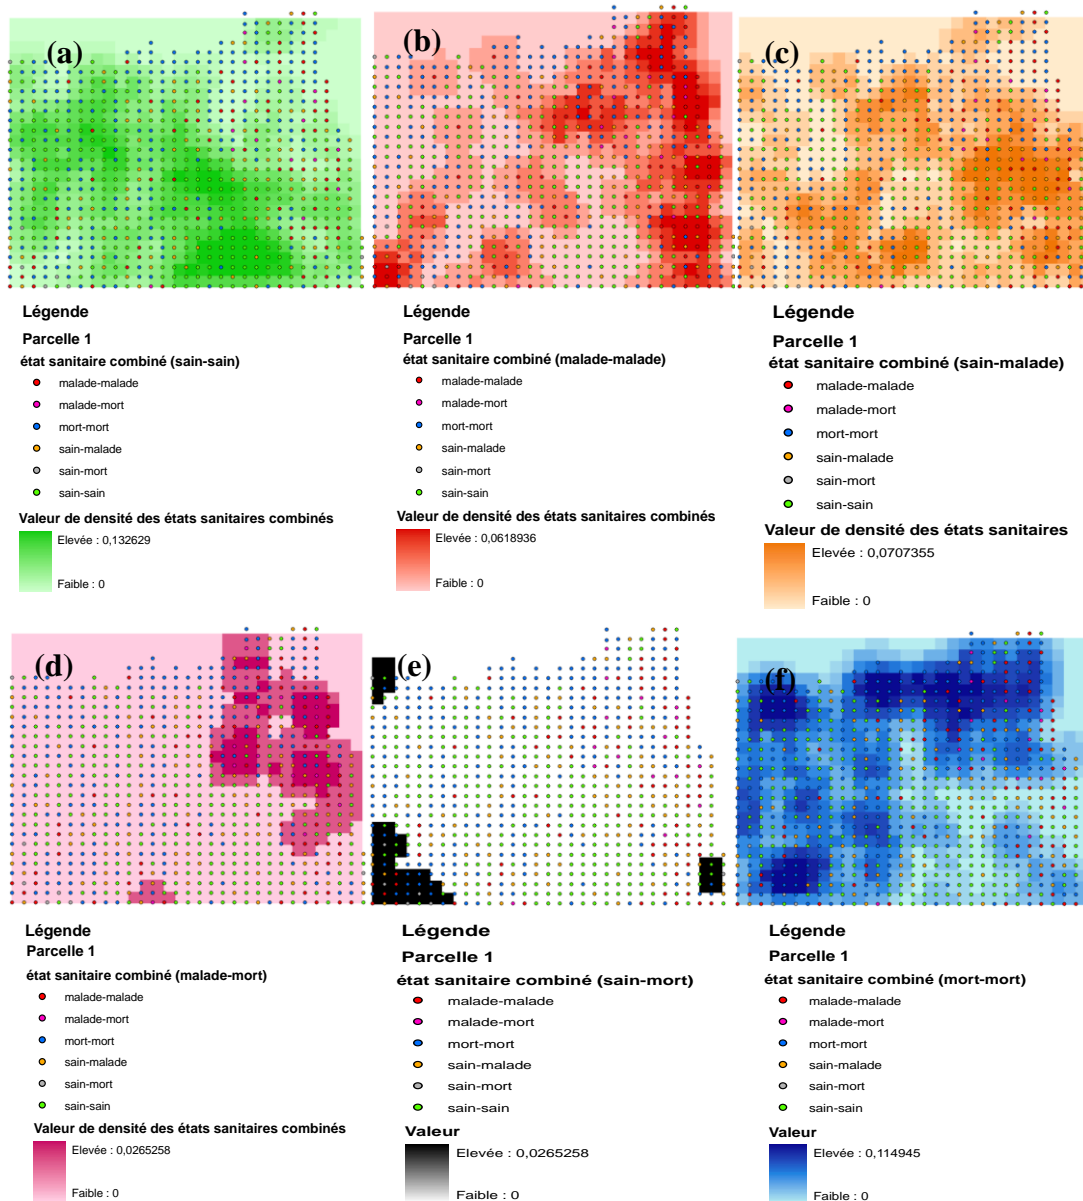 (a)
(b)
(c)
Légende
Parcelle 1
état sanitaire combiné (sain-sain)
malade-malade
malade-mort
mort-mort
sain-malade
sain-mort
sain-sain
Valeur de densité des états sanitaires combinés
Elevée : 0,132629
Faible : 0
Légende
Parcelle 1
état sanitaire combiné (malade-malade)
malade-malade
malade-mort
mort-mort
sain-malade
sain-mort
sain-sain
Valeur de densité des états sanitaires combinés
Elevée : 0,0618936
Faible : 0
Légende
Parcelle 1
état sanitaire combiné (sain-malade)
malade-malade
malade-mort
mort-mort
sain-malade
sain-mort
sain-sain
Valeur de densité des états sanitaires
Elevée : 0,0707355
Faible : 0
(d)
(e)
(f)
Légende
Parcelle 1
état sanitaire combiné (malade-mort)
malade-malade
malade-mort
mort-mort
sain-malade
sain-mort
sain-sain
Valeur de densité des états sanitaires combinés
Elevée : 0,0265258
Faible : 0
Légende
Parcelle 1
état sanitaire combiné (sain-mort)
malade-malade
malade-mort
mort-mort
sain-malade
sain-mort
sain-sain
Valeur
Elevée : 0,0265258
Faible : 0
Légende
Parcelle 1
état sanitaire combiné (mort-mort)
malade-malade
malade-mort
mort-mort
sain-malade
sain-mort
sain-sain
Valeur
Elevée : 0,114945
Faible : 0